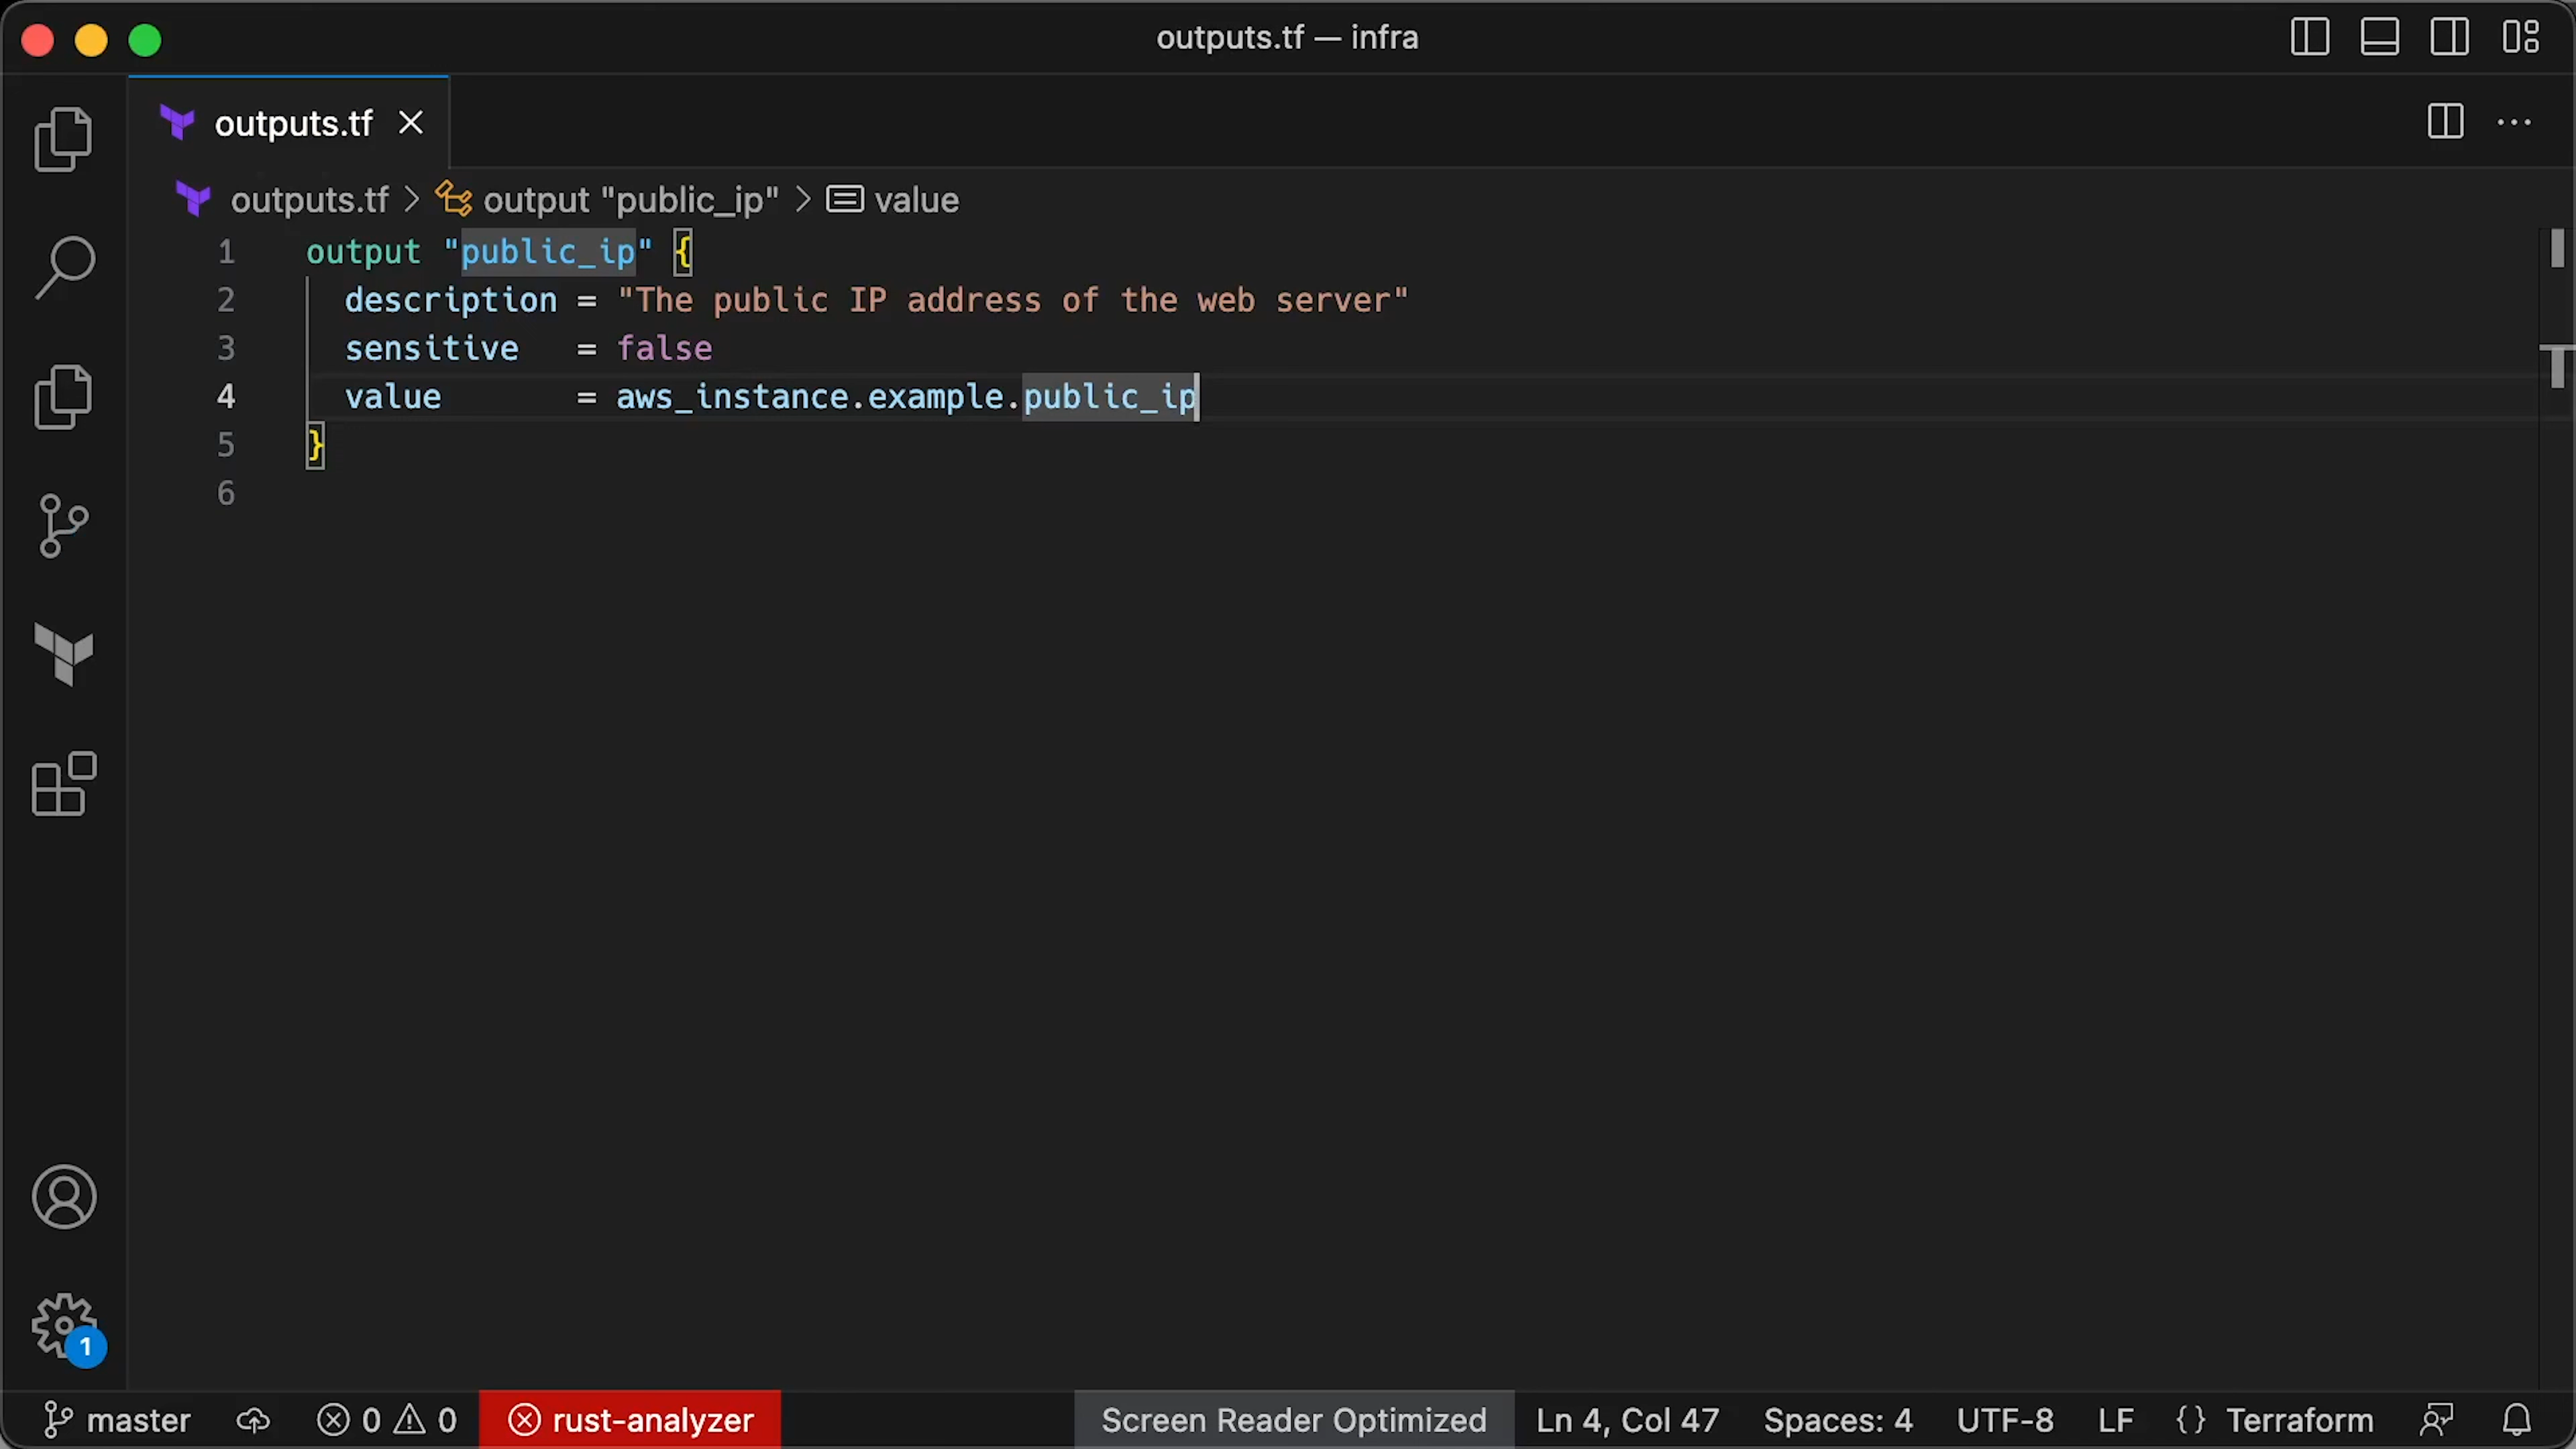 outputs.tf — infra
outputs.tf
outputs.tf > output "public_ip" > value
1 output "public_ip" {
2   description = "The public IP address of the web server"
3   sensitive   = false
4   value       = aws_instance.example.public_ip
5 }
6
1
master 0 0 rust-analyzer Screen Reader Optimized Ln 4, Col 47 Spaces: 4 UTF-8 LF {} Terraform